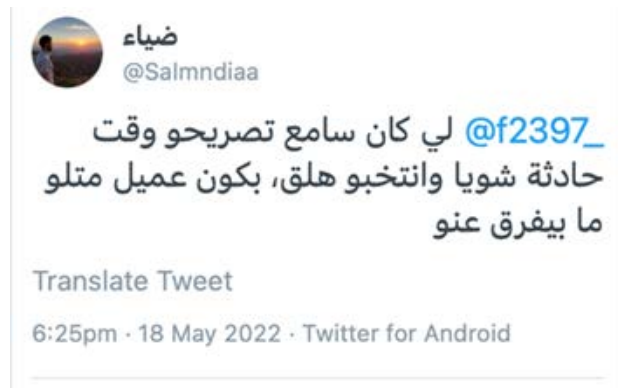 ضياء
@Salmndiaa
@f2397_ لي كان سامع تصريحو وقت
حادثة شويا وانتخبو هلق، بكون عميل متلو
ما بيفرق عنو
Translate Tweet
6:25pm · 18 May 2022 · Twitter for Android